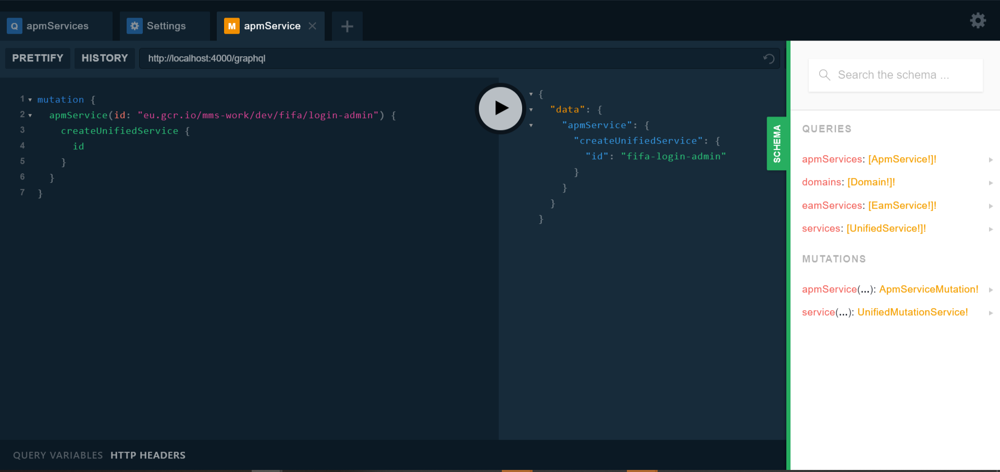 Q apmServices Settings M apmService
PRETTIFY HISTORY http://localhost:4000/graphql
1 mutation {
2 apmService(id: "eu.gcr.io/mms-work/dev/fifa/login-admin") {
3 createUnifiedService {
4 id
5 }
6 }
7 }
{
"data": {
"apmService": {
"createUnifiedService": {
"id": "fifa-login-admin"
}
}
}
}
SCHEMA
Search the schema ...
QUERIES
apmServices: [ApmService!]!
domains: [Domain!]!
eamServices: [EamService!]!
services: [UnifiedService!]!
MUTATIONS
apmService(...): ApmServiceMutation!
service(...): UnifiedMutationService!
QUERY VARIABLES HTTP HEADERS